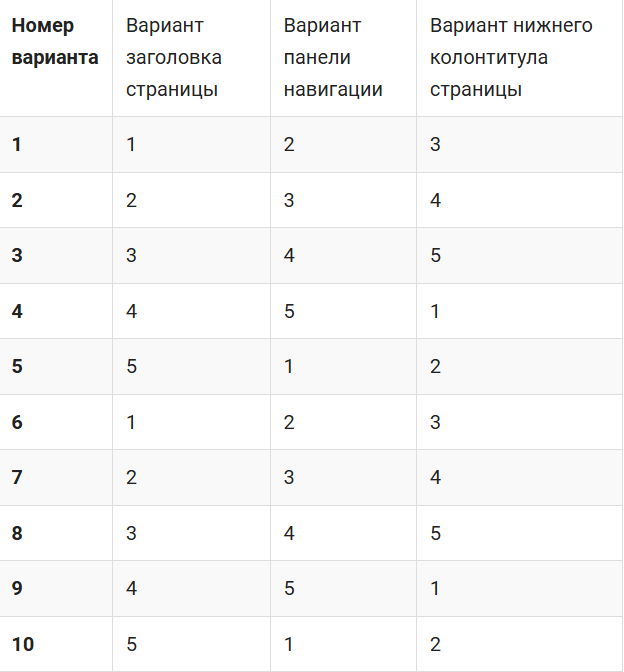 Номер варианта Вариант заголовка страницы Вариант панели навигации Вариант нижнего колонтитула страницы
1 1 2 3
2 2 3 4
3 3 4 5
4 4 5 1
5 5 1 2
6 1 2 3
7 2 3 4
8 3 4 5
9 4 5 1
10 5 1 2